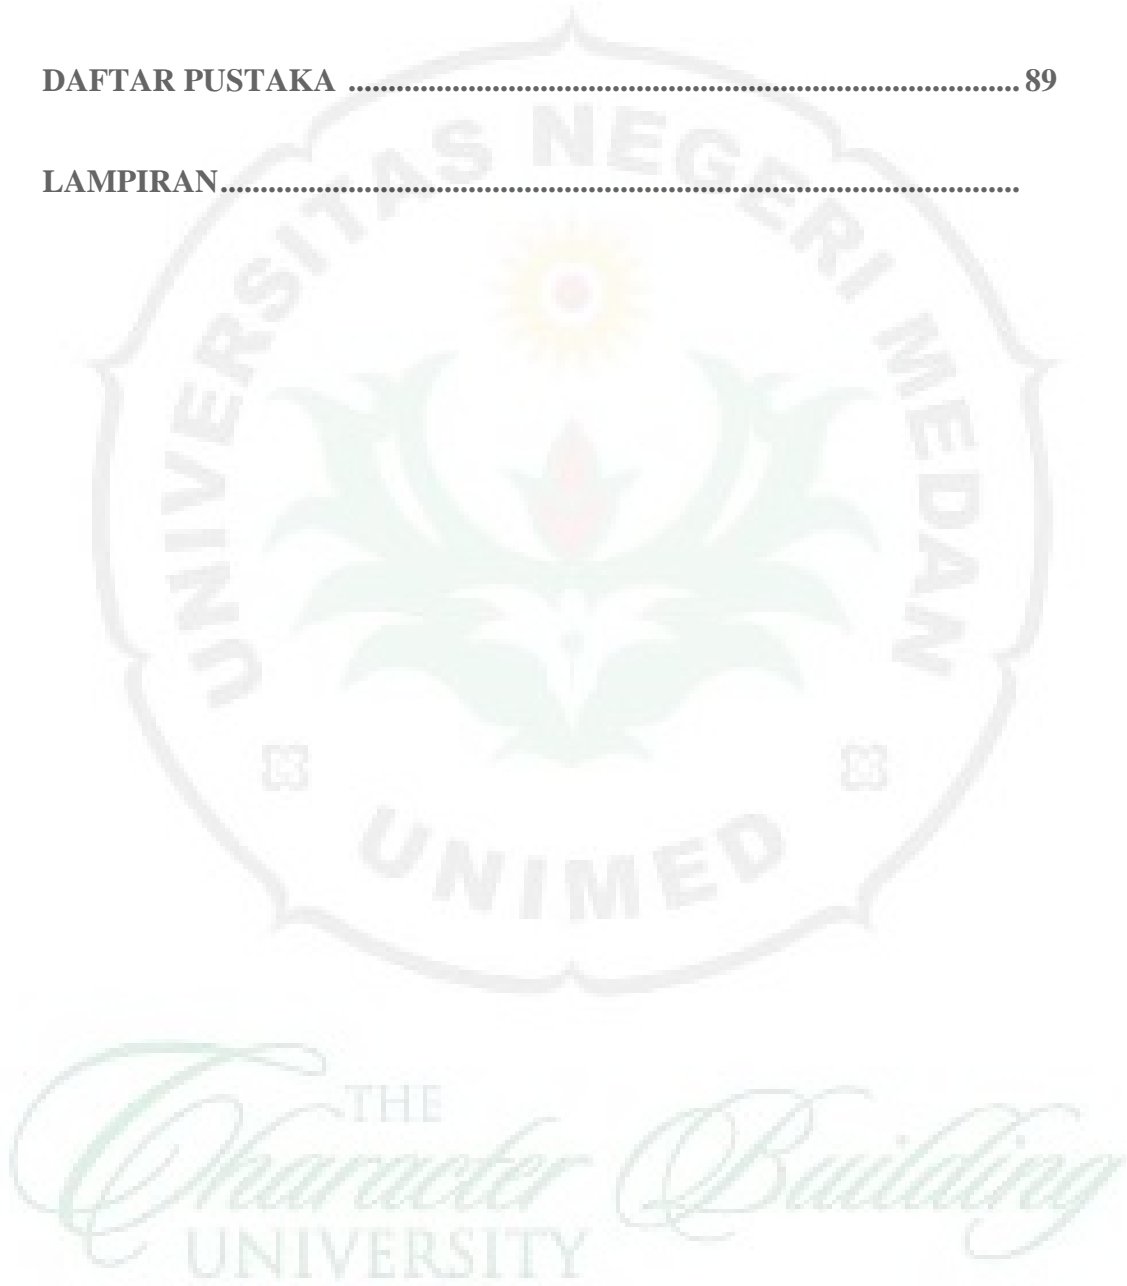 DAFTAR PUSTAKA ................................................................................ 89
LAMPIRAN...............................................................................................
UNIVERSITAS NEGERI MEDAN
UNIMED
THE
Character Building
UNIVERSITY